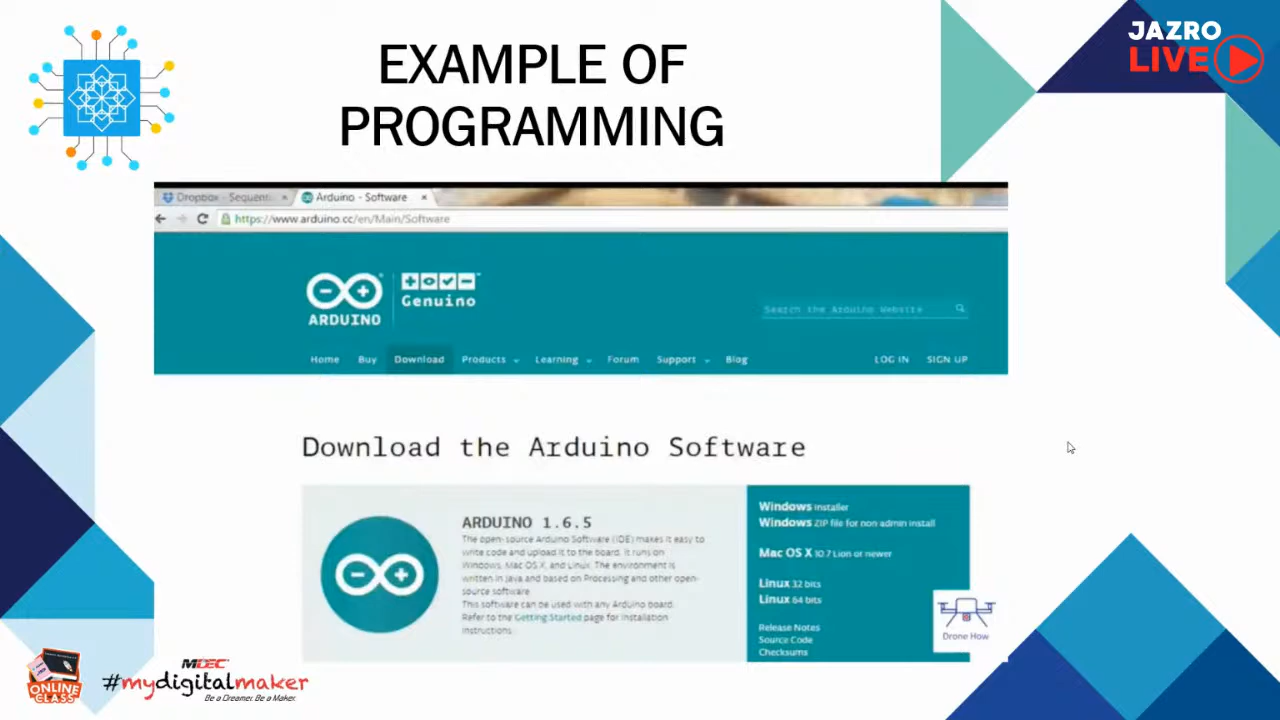 JAZRO
LIVE
EXAMPLE OF
PROGRAMMING
Dropbox - Sequent
Arduino - Software
https://www.arduino.cc/en/Main/Software
ARDUINO
Genuino
Search the Arduino Website
Home Buy Download Products Learning Forum Support Blog LOG IN SIGN UP
Download the Arduino Software
ARDUINO 1.6.5
The open-source Arduino Software (IDE) makes it easy to
write code and upload it to the board. It runs on
Windows, Mac OS X, and Linux. The environment is
written in Java and based on Processing and other open-
source software.
This software can be used with any Arduino board.
Refer to the Getting Started page for Installation
instructions.
Windows Installer
Windows ZIP file for non admin install
Mac OS X 10.7 Lion or newer
Linux 32 bits
Linux 64 bits
Release Notes
Source Code
Checksums
Drone How
ONLINE
CLASS
MDEC
#mydigitalmaker
Be a Dreamer. Be a Maker.